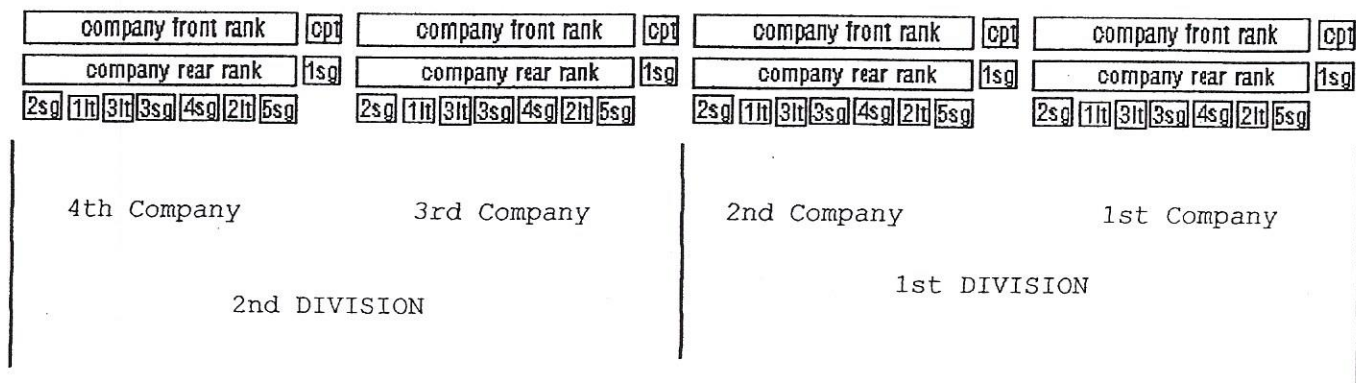 company front rank cpt company front rank cpt company front rank cpt company front rank cpt
company rear rank 1sg company rear rank 1sg company rear rank 1sg company rear rank 1sg
2sg 1lt 3lt 3sg 4sg 2lt 5sg 2sg 1lt 3lt 3sg 4sg 2lt 5sg 2sg 1lt 3lt 3sg 4sg 2lt 5sg 2sg 1lt 3lt 3sg 4sg 2lt 5sg
4th Company 3rd Company 2nd Company 1st Company
2nd DIVISION 1st DIVISION